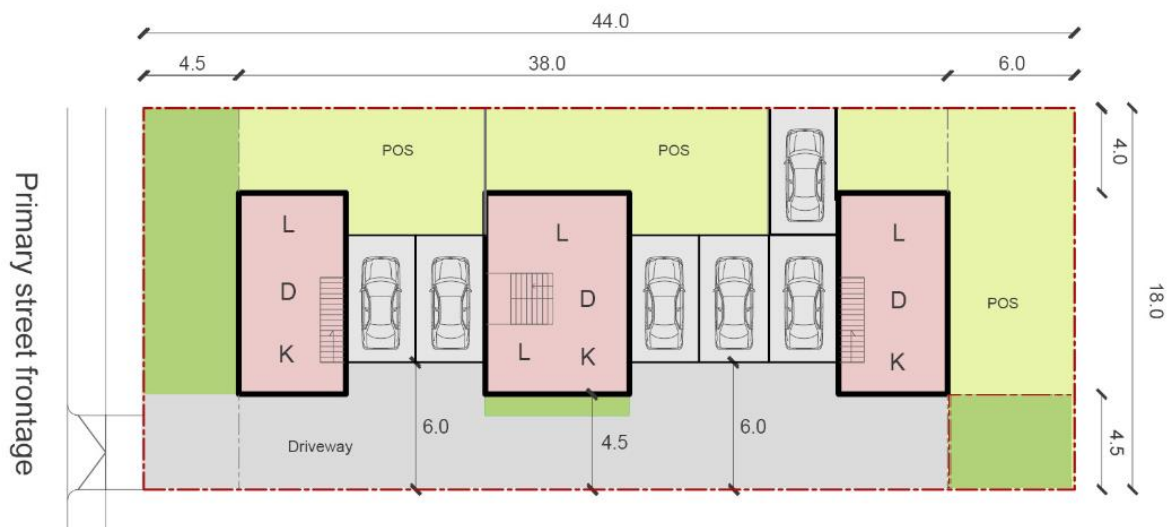 44.0
4.5
38.0
6.0
Primary street frontage
POS
POS
4.0
L
D
K
L
D
L
K
L
D
K
POS
18.0
Driveway
6.0
4.5
6.0
4.5